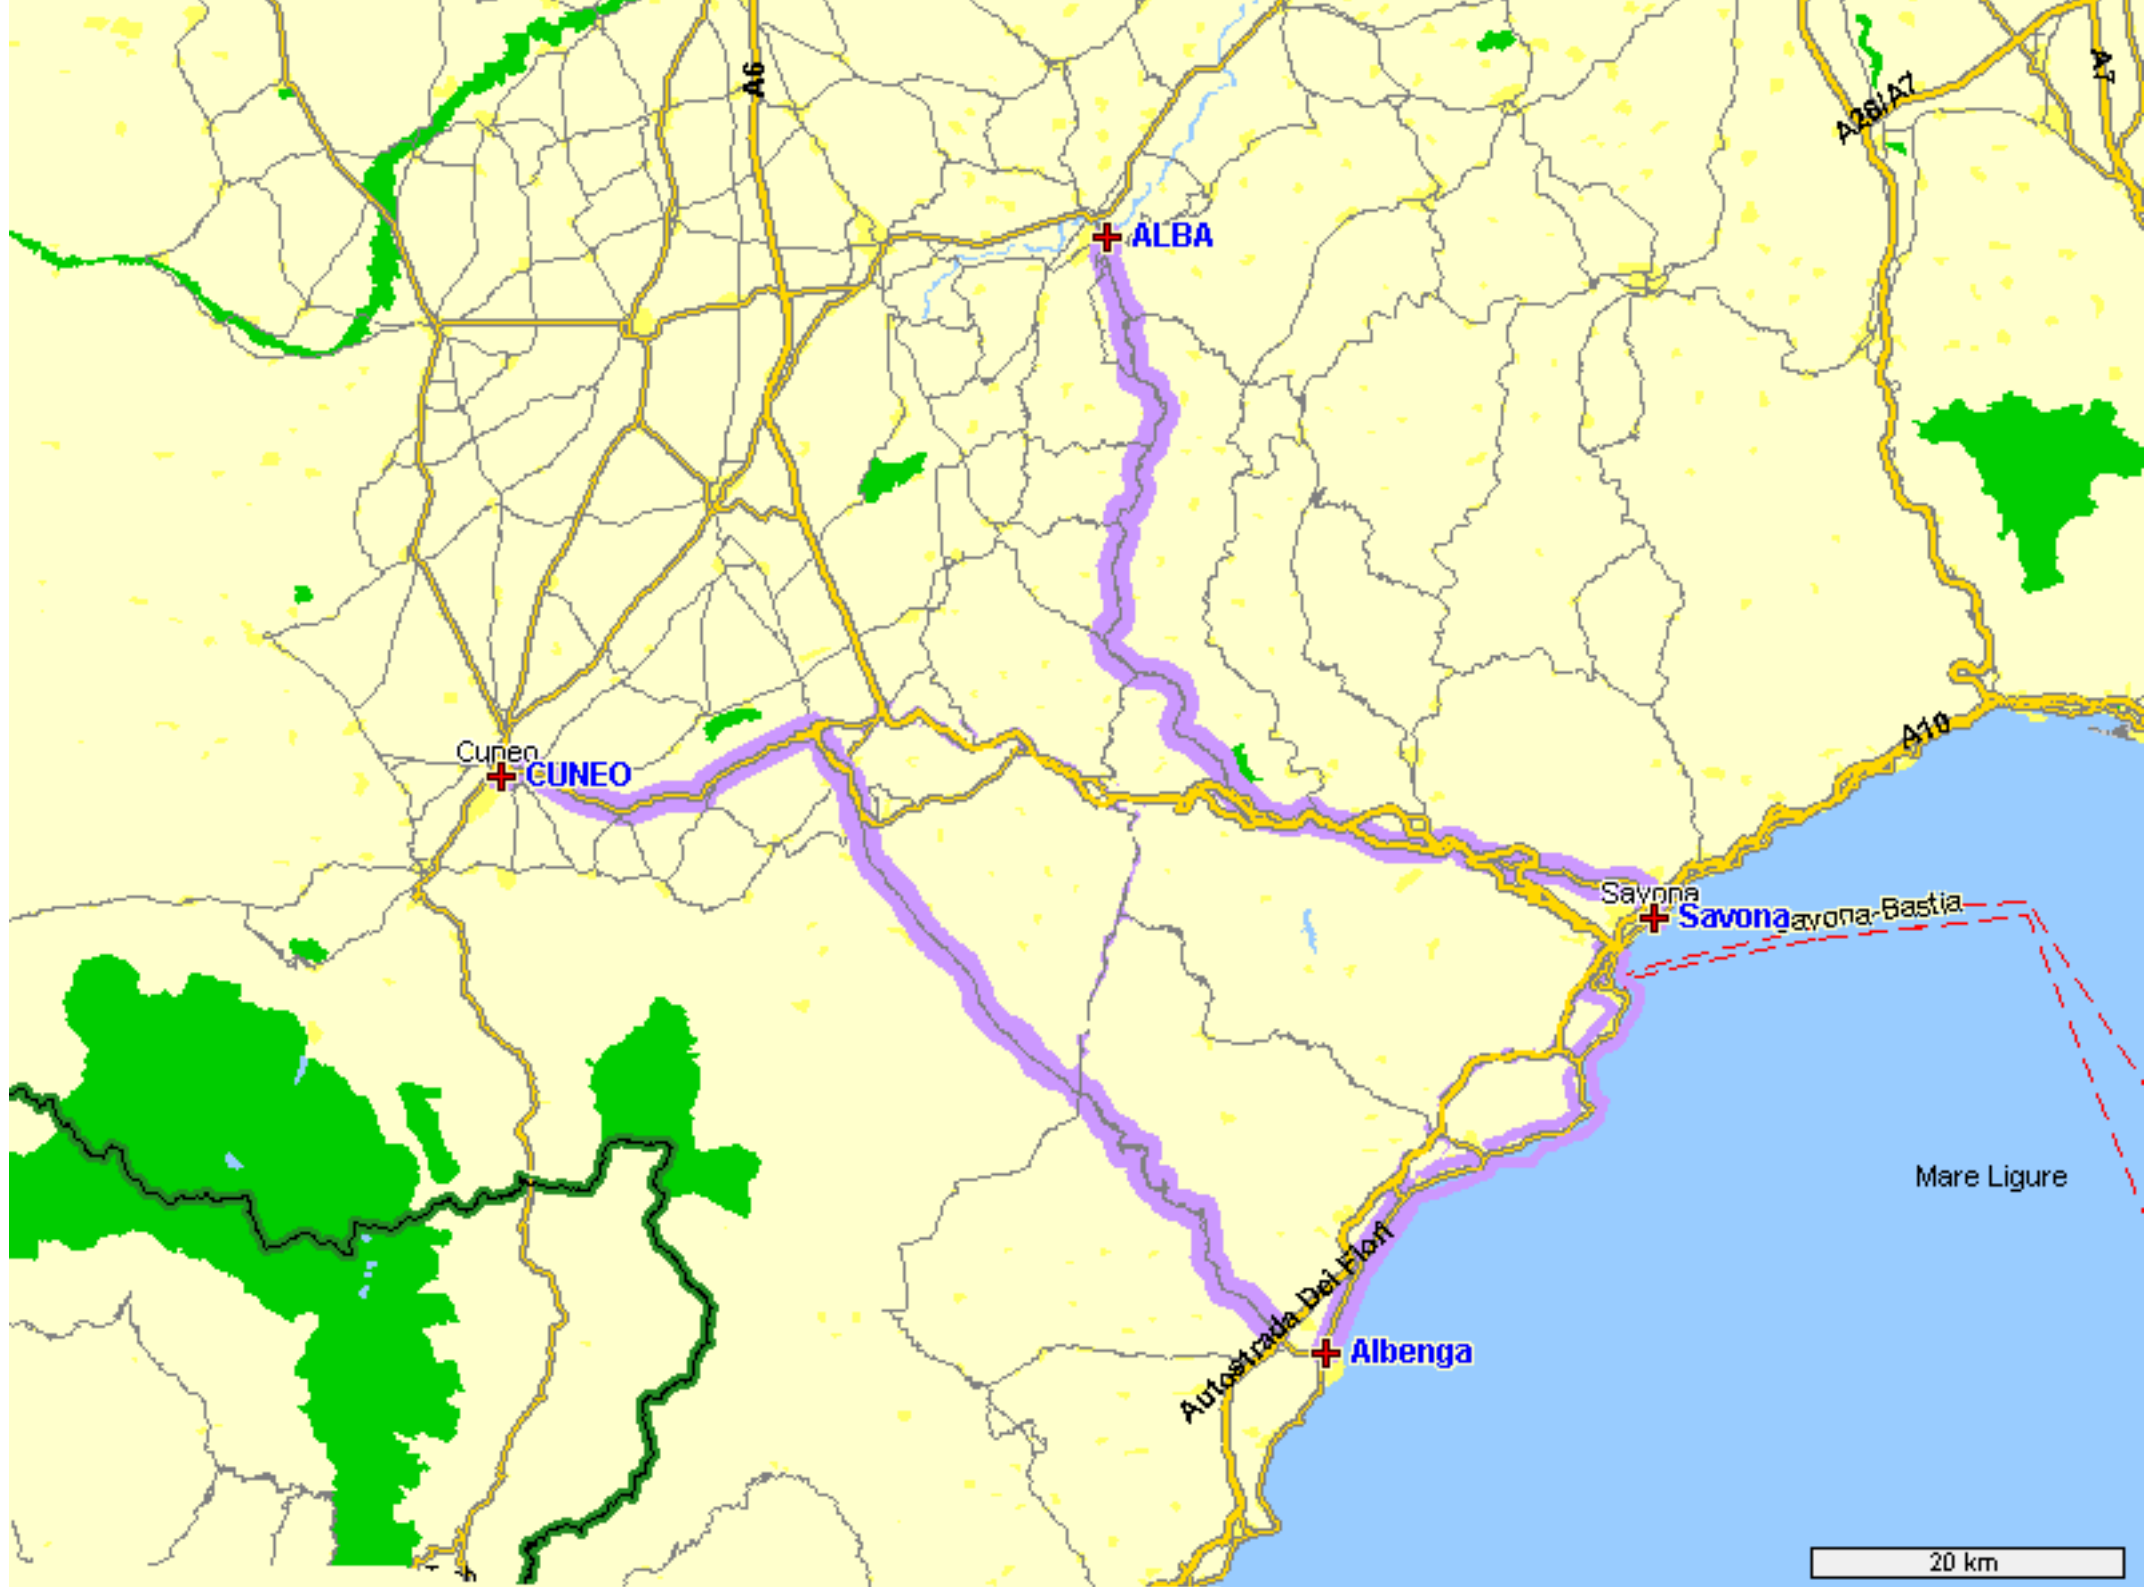 A6
A7
A26/A7
ALBA
A10
Cuneo
CUNEO
Savona
Savona
avona-Bastia
Mare Ligure
Autostrada Dei Fiori
Albenga
20 km